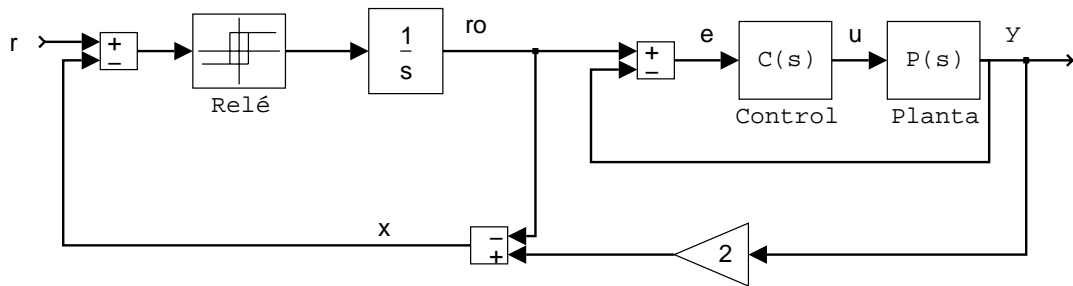 r
+
−
Relé
1
s
ro
+
−
e
C(s)
Control
u
P(s)
Planta
y
x
−
+
2